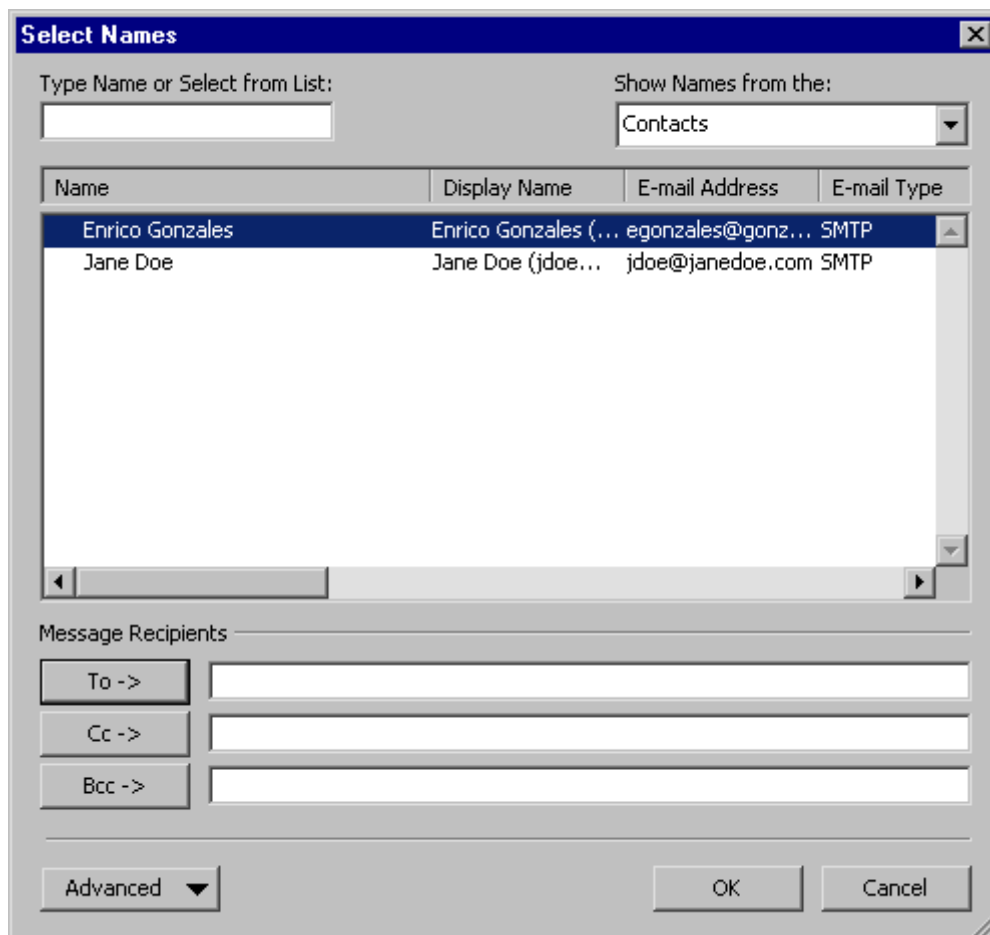 Select Names
Type Name or Select from List:
Show Names from the:
Contacts
Name Display Name E-mail Address E-mail Type
Enrico Gonzales Enrico Gonzales (... egonzales@gonz... SMTP
Jane Doe Jane Doe (jdoe... jdoe@janedoe.com SMTP
Message Recipients
To ->
Cc ->
Bcc ->
Advanced OK Cancel